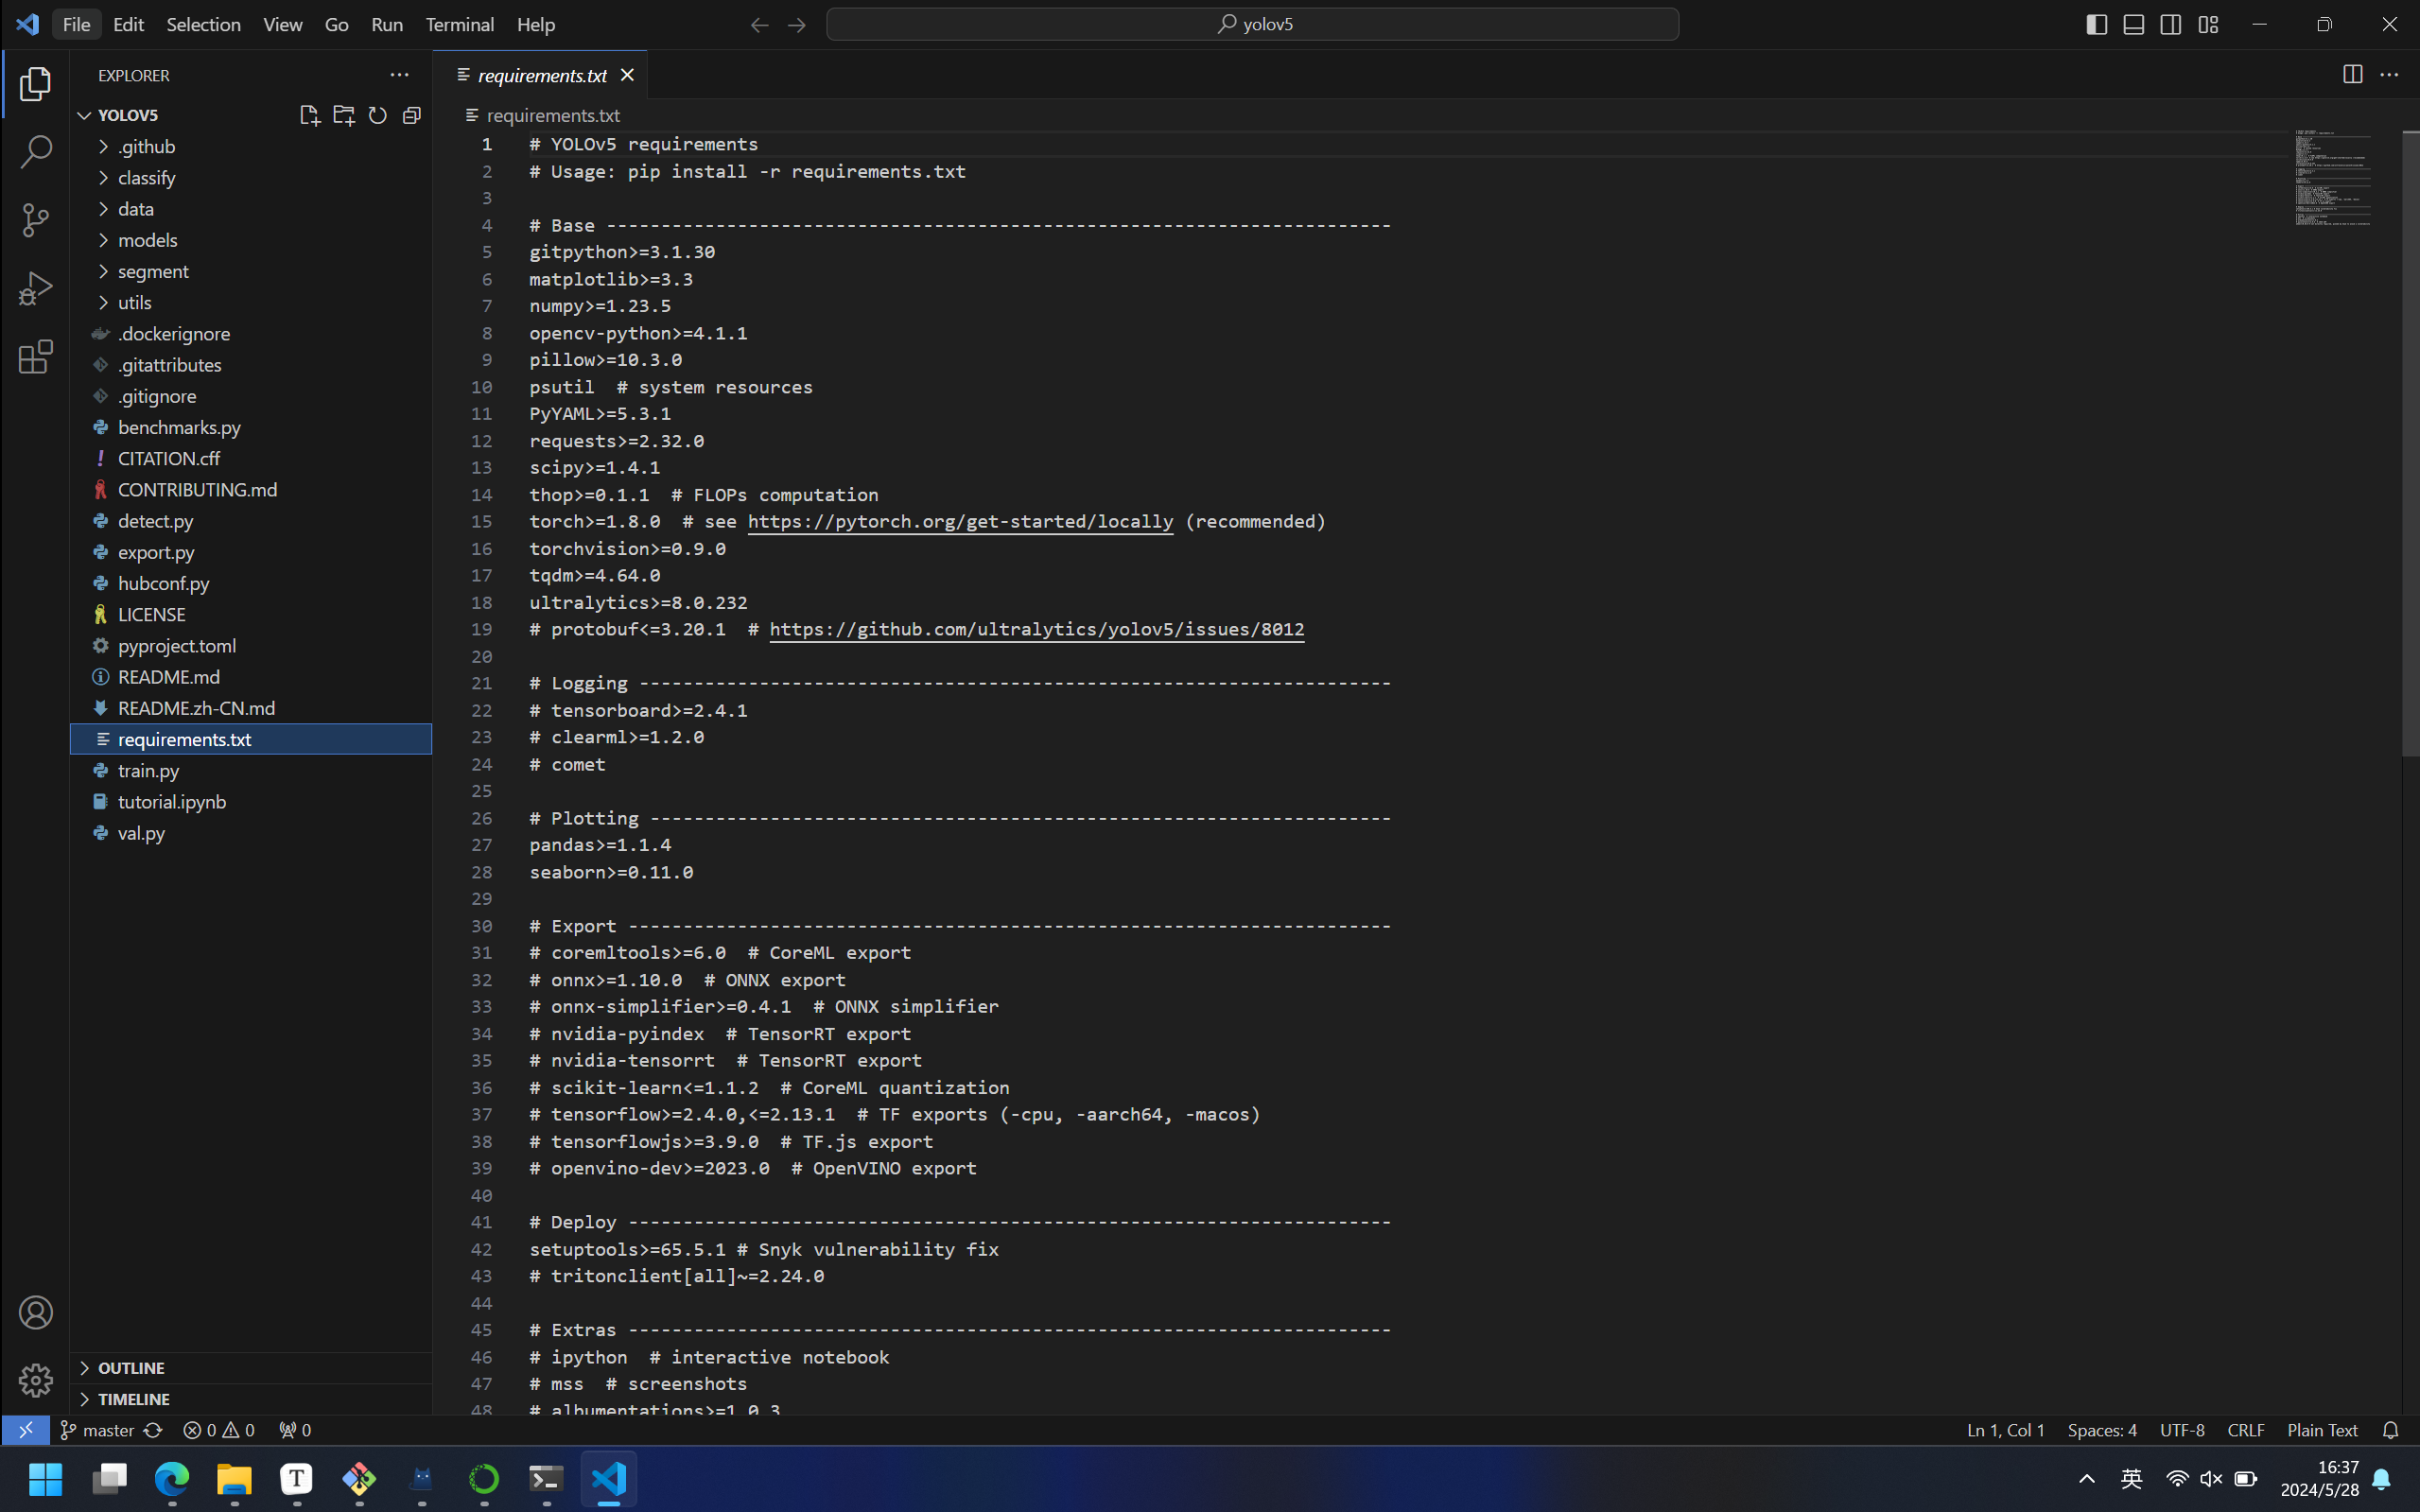 File Edit Selection View Go Run Terminal Help
yolov5
EXPLORER
YOLOV5
.github
classify
data
models
segment
utils
.dockerignore
.gitattributes
.gitignore
benchmarks.py
CITATION.cff
CONTRIBUTING.md
detect.py
export.py
hubconf.py
LICENSE
pyproject.toml
README.md
README.zh-CN.md
requirements.txt
train.py
tutorial.ipynb
val.py
OUTLINE
TIMELINE
requirements.txt
requirements.txt
1 # YOLOv5 requirements
2 # Usage: pip install -r requirements.txt
3
4 # Base ------------------------------------------------------------------------
5 gitpython>=3.1.30
6 matplotlib>=3.3
7 numpy>=1.23.5
8 opencv-python>=4.1.1
9 pillow>=10.3.0
10 psutil  # system resources
11 PyYAML>=5.3.1
12 requests>=2.32.0
13 scipy>=1.4.1
14 thop>=0.1.1  # FLOPs computation
15 torch>=1.8.0  # see https://pytorch.org/get-started/locally (recommended)
16 torchvision>=0.9.0
17 tqdm>=4.64.0
18 ultralytics>=8.0.232
19 # protobuf<=3.20.1  # https://github.com/ultralytics/yolov5/issues/8012
20
21 # Logging ---------------------------------------------------------------------
22 # tensorboard>=2.4.1
23 # clearml>=1.2.0
24 # comet
25
26 # Plotting --------------------------------------------------------------------
27 pandas>=1.1.4
28 seaborn>=0.11.0
29
30 # Export ----------------------------------------------------------------------
31 # coremltools>=6.0  # CoreML export
32 # onnx>=1.10.0  # ONNX export
33 # onnx-simplifier>=0.4.1  # ONNX simplifier
34 # nvidia-pyindex  # TensorRT export
35 # nvidia-tensorrt  # TensorRT export
36 # scikit-learn<=1.1.2  # CoreML quantization
37 # tensorflow>=2.4.0,<=2.13.1  # TF exports (-cpu, -aarch64, -macos)
38 # tensorflowjs>=3.9.0  # TF.js export
39 # openvino-dev>=2023.0  # OpenVINO export
40
41 # Deploy ----------------------------------------------------------------------
42 setuptools>=65.5.1 # Snyk vulnerability fix
43 # tritonclient[all]~=2.24.0
44
45 # Extras ----------------------------------------------------------------------
46 # ipython  # interactive notebook
47 # mss  # screenshots
48 # albumentations>=1.0.3
master 0 0 0 Ln 1, Col 1 Spaces: 4 UTF-8 CRLF Plain Text
英 16:37
2024/5/28